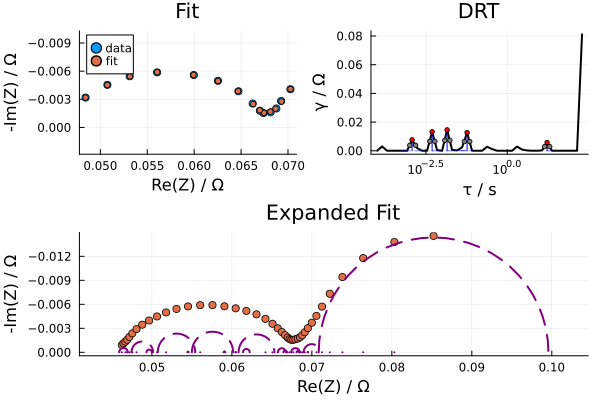 Fit
DRT
-Im(Z) / Ω
−0.009
−0.006
−0.003
0.000
data
fit
0.050
0.055
0.060
0.065
0.070
Re(Z) / Ω
γ / Ω
0.08
0.06
0.04
0.02
0.00
10^−2.5
10^0.0
τ / s
Expanded Fit
-Im(Z) / Ω
−0.012
−0.009
−0.006
−0.003
0.000
0.05
0.06
0.07
0.08
0.09
0.10
Re(Z) / Ω